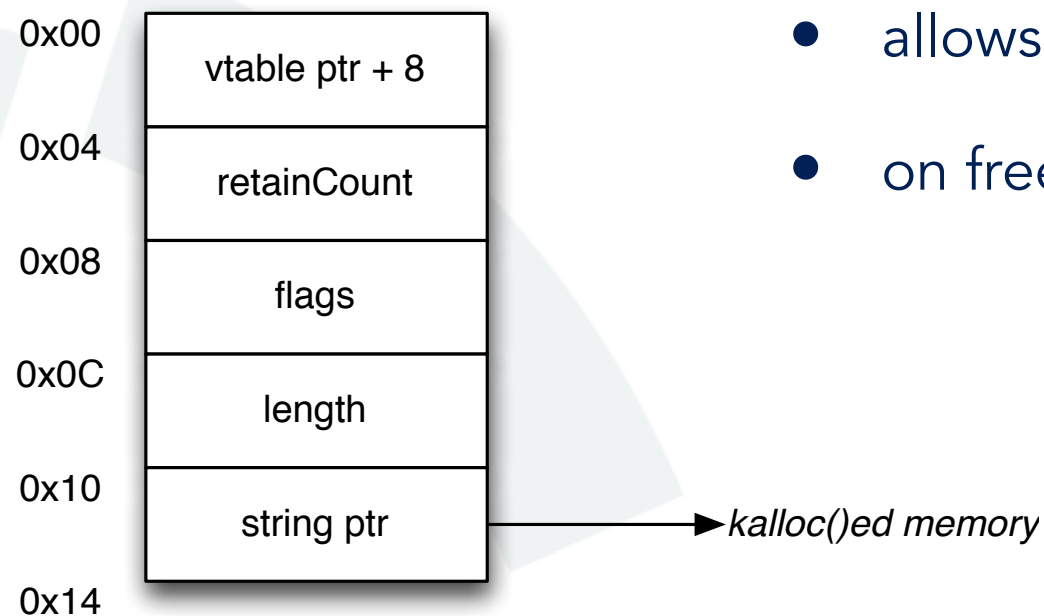 0x00
vtable ptr + 8
0x04
retainCount
0x08
flags
0x0C
length
0x10
string ptr
kalloc()ed memory
0x14
• allows
• on free